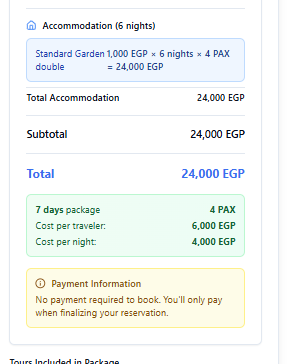 Accommodation (6 nights)
Standard Garden 1,000 EGP × 6 nights × 4 PAX
double = 24,000 EGP
Total Accommodation 24,000 EGP
Subtotal 24,000 EGP
Total 24,000 EGP
7 days package 4 PAX
Cost per traveler: 6,000 EGP
Cost per night: 4,000 EGP
Payment Information
No payment required to book. You'll only pay
when finalizing your reservation.
Tours Included in Package